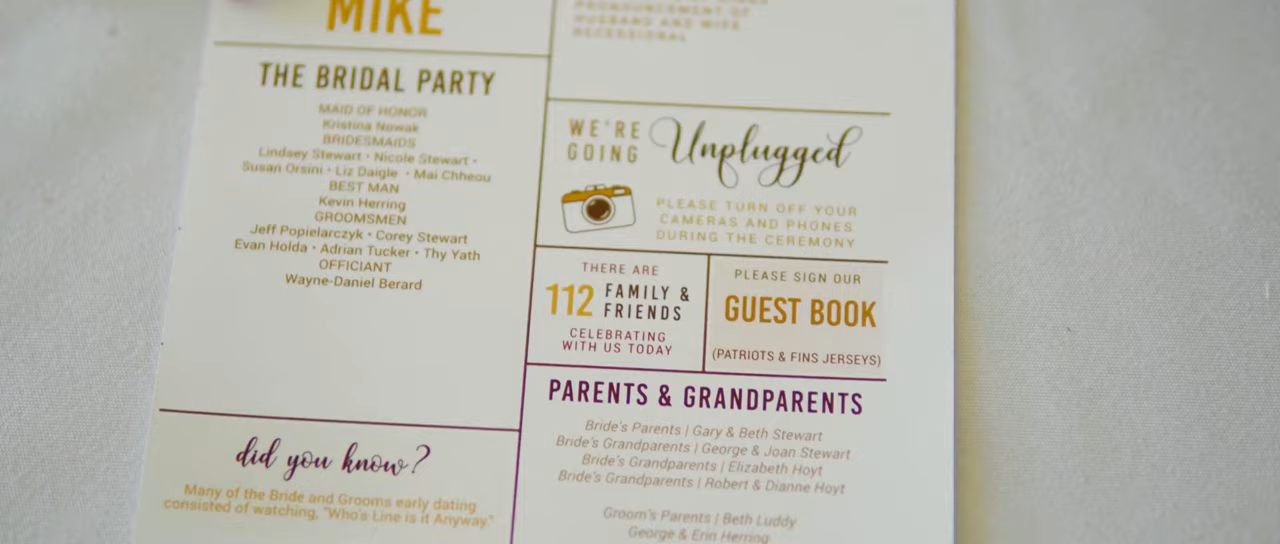 MIKE
THE BRIDAL PARTY
MAID OF HONOR
Kristina Nowak
BRIDESMAIDS
Lindsey Stewart • Nicole Stewart •
Susan Orsini • Liz Daigle • Mai Chheou
BEST MAN
Kevin Herring
GROOMSMEN
Jeff Popielarczyk • Corey Stewart
Evan Holda • Adrian Tucker • Thy Yath
OFFICIANT
Wayne-Daniel Berard
did you know?
Many of the Bride and Grooms early dating
consisted of watching, "Who's Line is it Anyway"
PRONOUNCEMENT OF
HUSBAND AND WIFE
RECESSIONAL
WE'RE
GOING
Unplugged
PLEASE TURN OFF YOUR
CAMERAS AND PHONES
DURING THE CEREMONY
THERE ARE
112 FAMILY &
FRIENDS
CELEBRATING
WITH US TODAY
PLEASE SIGN OUR
GUEST BOOK
(PATRIOTS & FINS JERSEYS)
PARENTS & GRANDPARENTS
Bride's Parents | Gary & Beth Stewart
Bride's Grandparents | George & Joan Stewart
Bride's Grandparents | Elizabeth Hoyt
Bride's Grandparents | Robert & Dianne Hoyt
Groom's Parents | Beth Luddy
George & Erin Herring